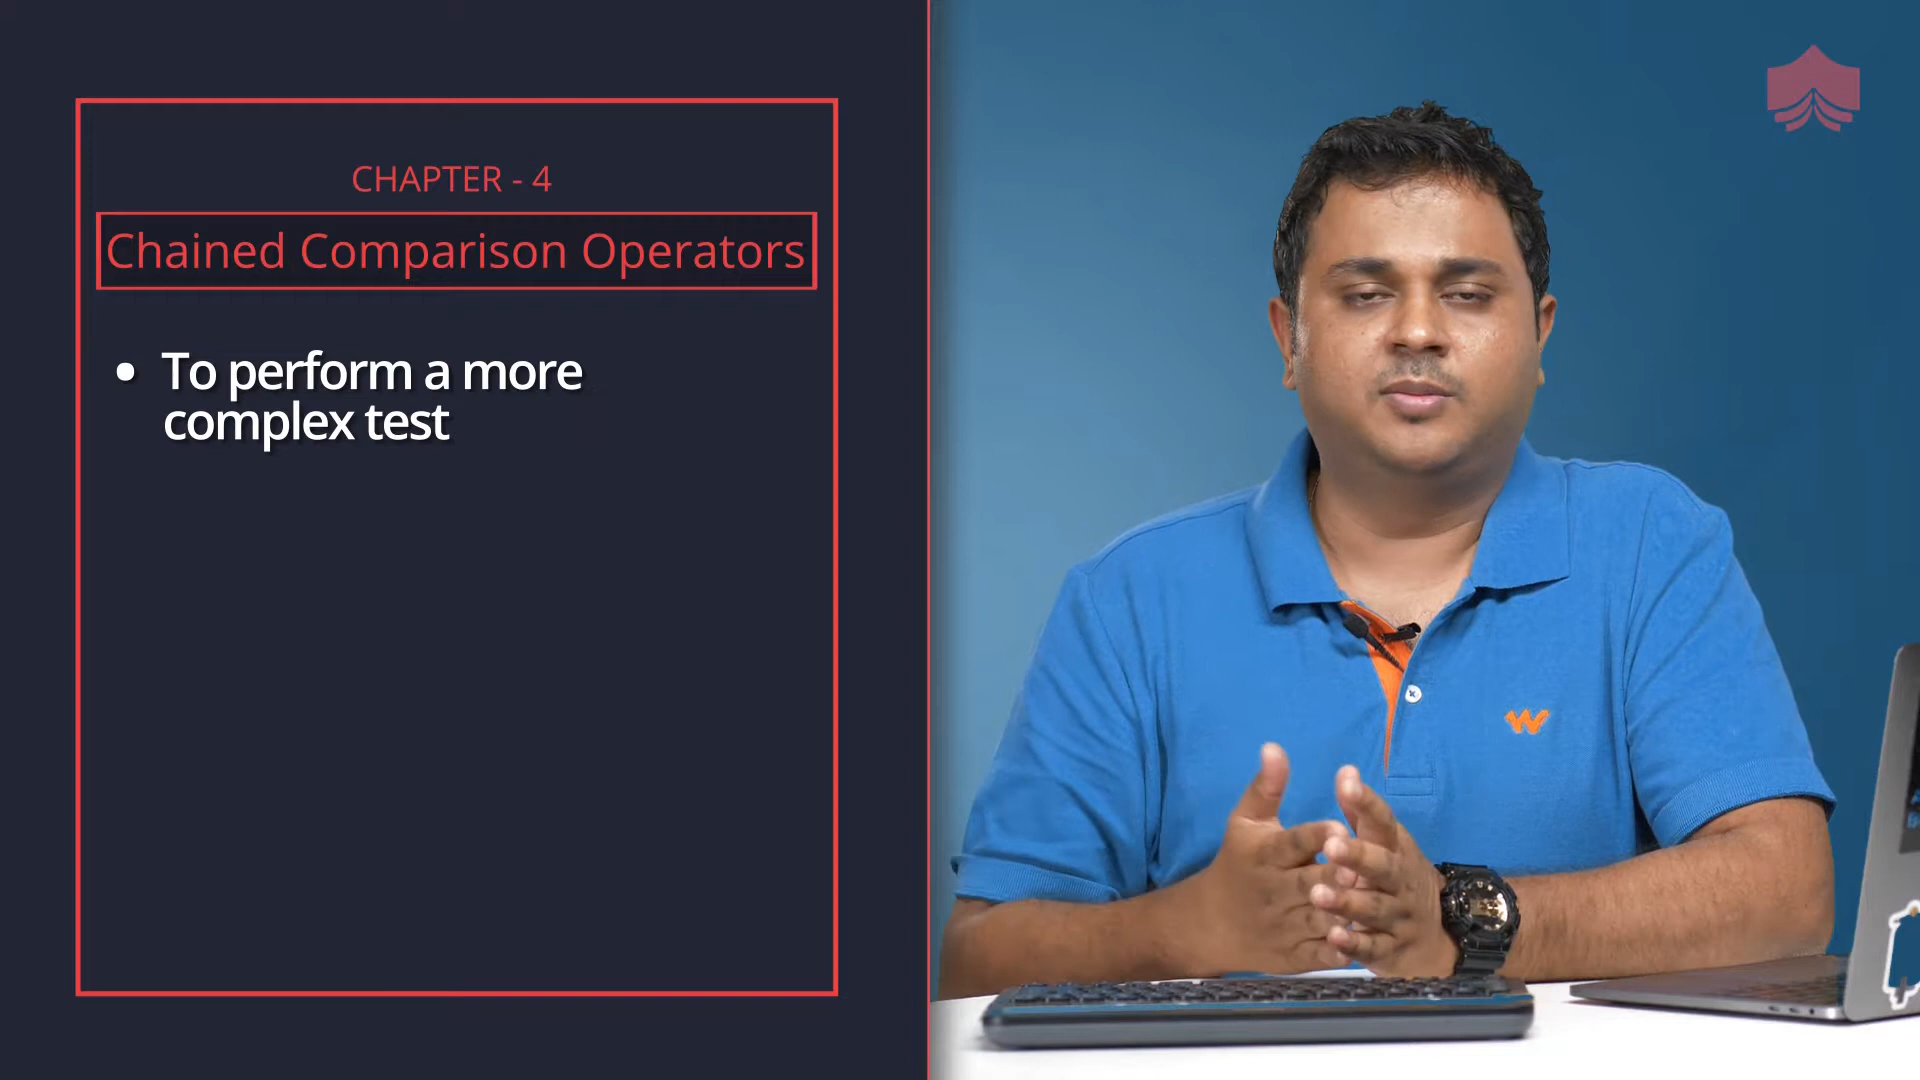 CHAPTER - 4
Chained Comparison Operators
• To perform a more
complex test